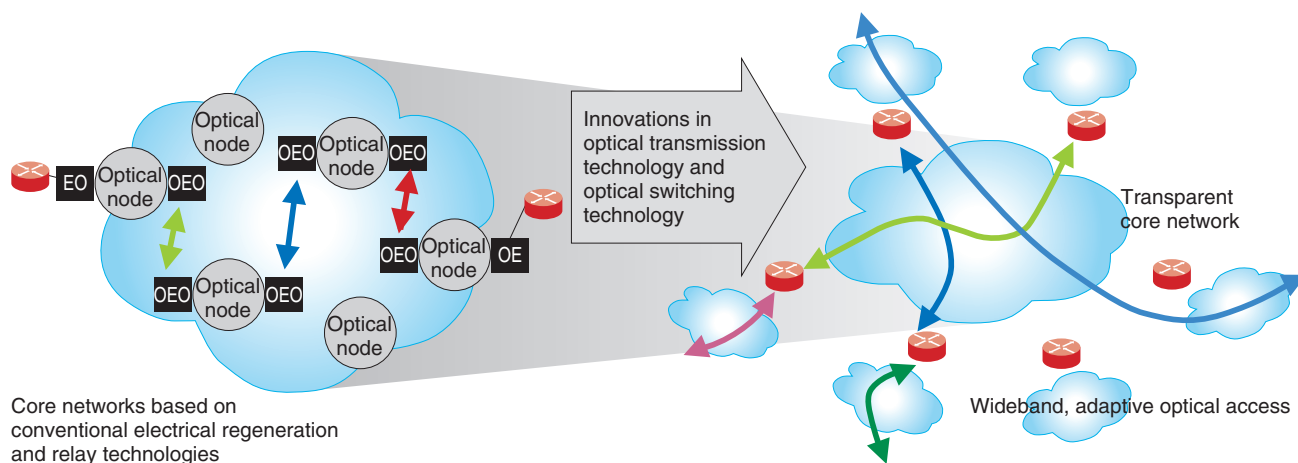 Optical
node
OEO
Optical
node
OEO
EO
Optical
node
OEO
OEO
Optical
node
OE
OEO
Optical
node
OEO
Optical
node
Core networks based on
conventional electrical regeneration
and relay technologies
Innovations in
optical transmission
technology and
optical switching
technology
Transparent
core network
Wideband, adaptive optical access